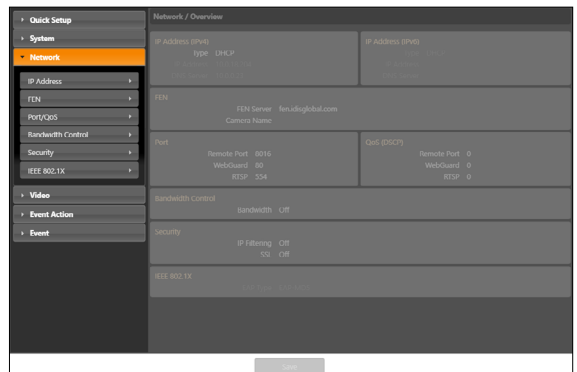 Quick Setup
System
Network
IP Address
FEN
Port/QoS
Bandwidth Control
Security
IEEE 802.1X
Video
Event Action
Event
Network / Overview
IP Address (IPv4)
Type DHCP
IP Address (IPv6)
FEN
FEN Server fen.idisglobal.com
Camera Name
Port
Remote Port 8016
WebGuard 80
RTSP 554
QoS (DSCP)
Remote Port 0
WebGuard 0
RTSP 0
Bandwidth Control
Bandwidth Off
Security
IP Filtering Off
SSL Off
IEEE 802.1X
Save